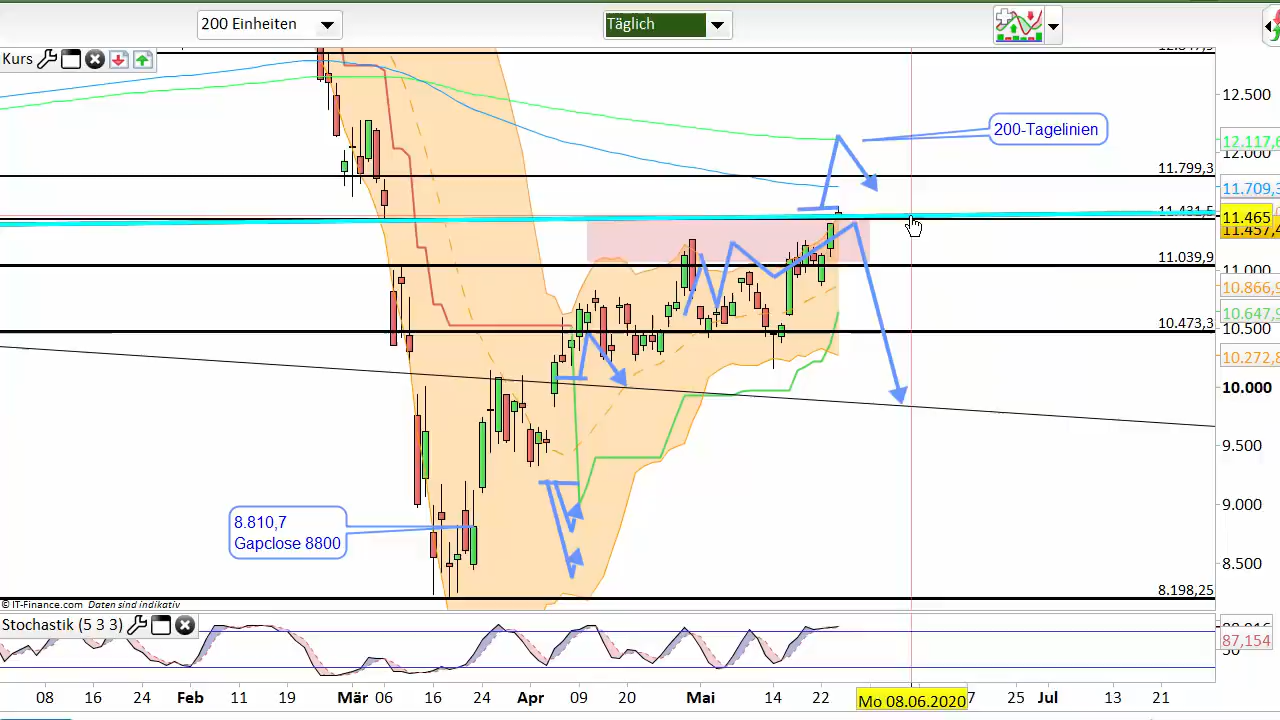 200 Einheiten
Täglich
Kurs
12.500
200-Tagelinien
12.117,6
12.000
11.799,3
11.709,3
11.431,5
11.465
11.457,4
11.039,9
11.000
10.866,9
10.647,9
10.473,3
10.500
10.272,8
10.000
9.500
9.000
8.810,7
Gapclose 8800
8.500
8.198,25
© IT-Finance.com Daten sind indikativ
Stochastik (5 3 3)
87,154
08 16 24 Feb 11 19 Mär 06 16 24 Apr 09 20 Mai 14 22 Mo 08.06.2020 7 25 Jul 13 21